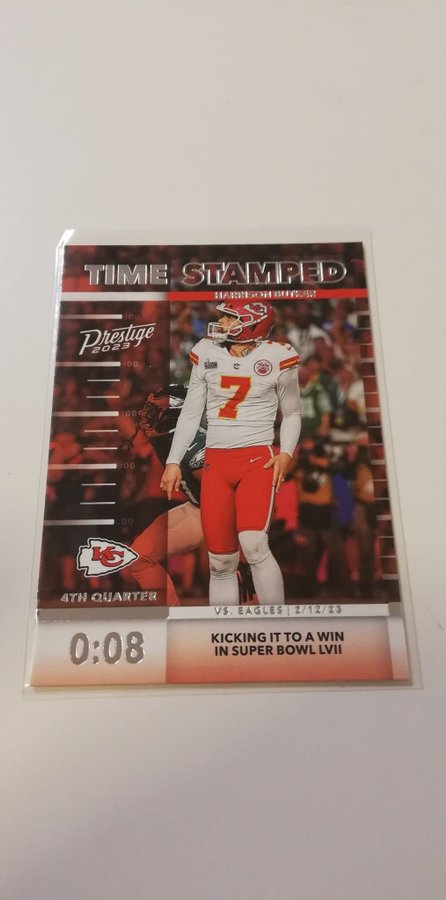 TIME STAMPED
HARRISON BUTKER
Prestige
2023
7
KC
4TH QUARTER
VS. EAGLES | 2/12/23
0:08
KICKING IT TO A WIN
IN SUPER BOWL LVII